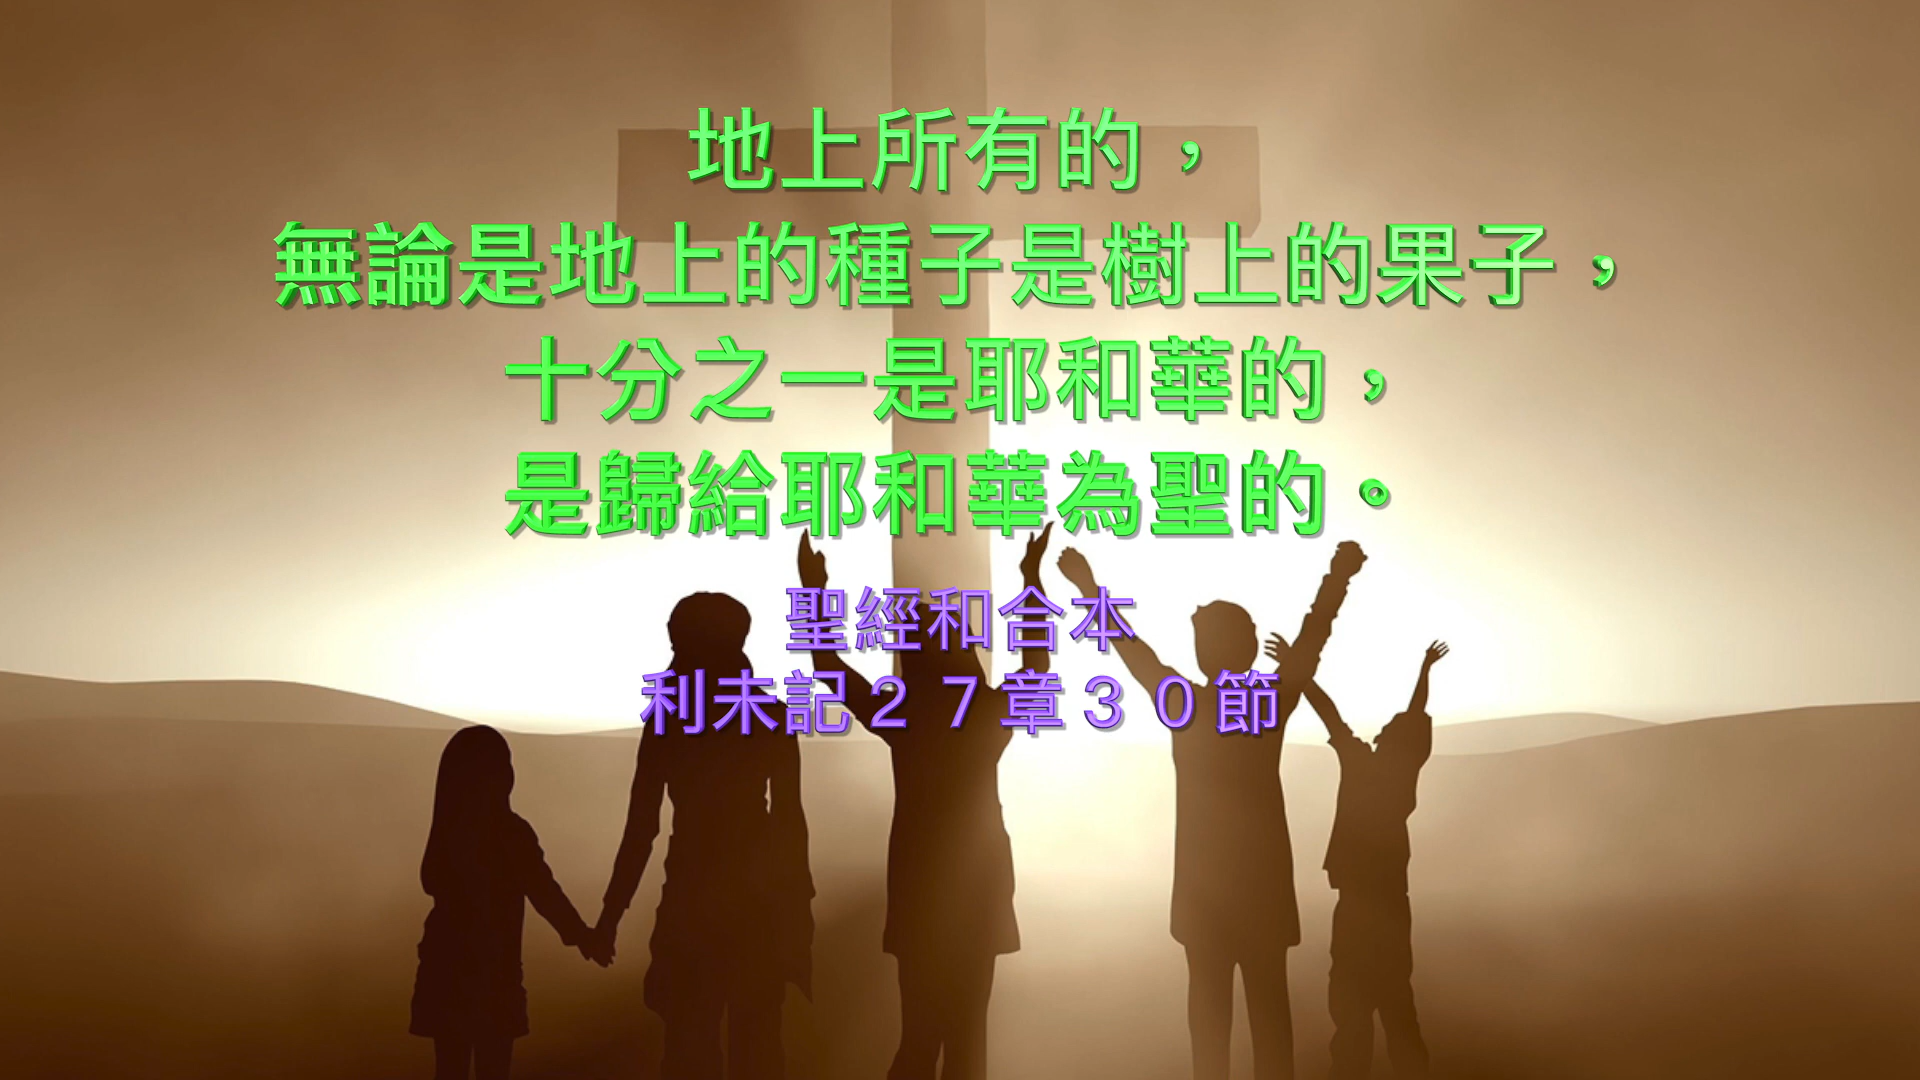 地上所有的，
無論是地上的種子是樹上的果子，
十分之一是耶和華的，
是歸給耶和華為聖的。
聖經和合本
利未記２７章３０節